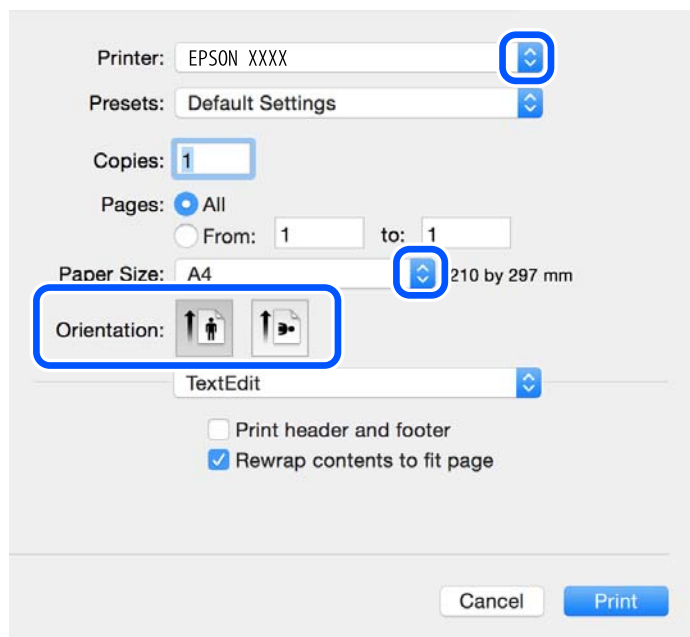 Printer: EPSON XXXX
Presets: Default Settings
Copies: 1
Pages: All
From: 1 to: 1
Paper Size: A4 210 by 297 mm
Orientation:
TextEdit
Print header and footer
Rewrap contents to fit page
Cancel Print